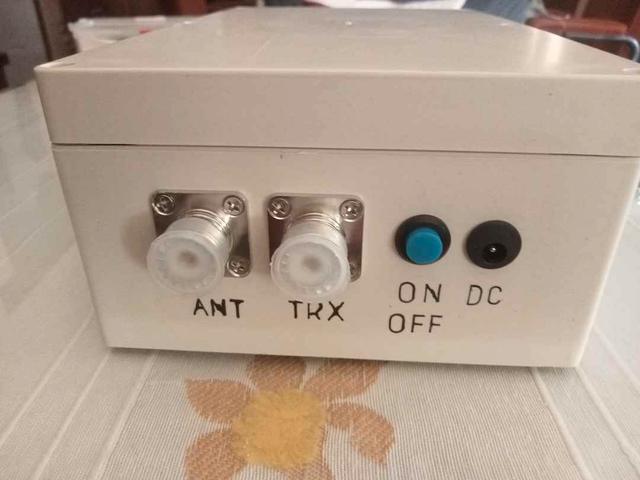 ANT TRX ON DC
OFF